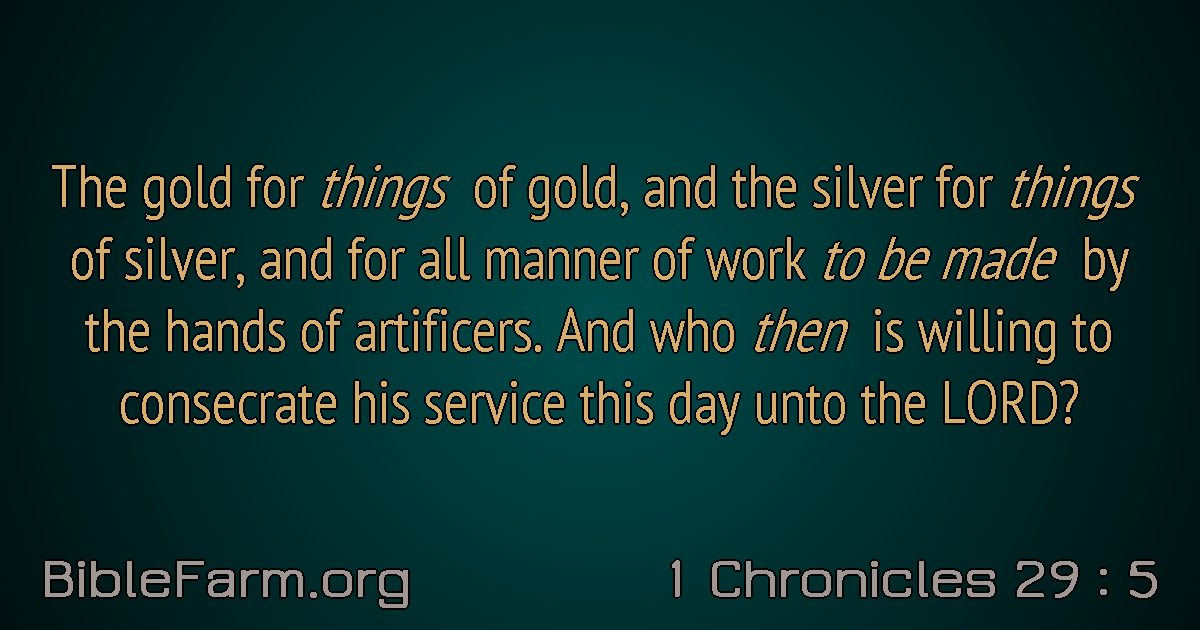 The gold for things of gold, and the silver for things
of silver, and for all manner of work to be made by
the hands of artificers. And who then is willing to
consecrate his service this day unto the LORD?
BibleFarm.org
1 Chronicles 29 : 5